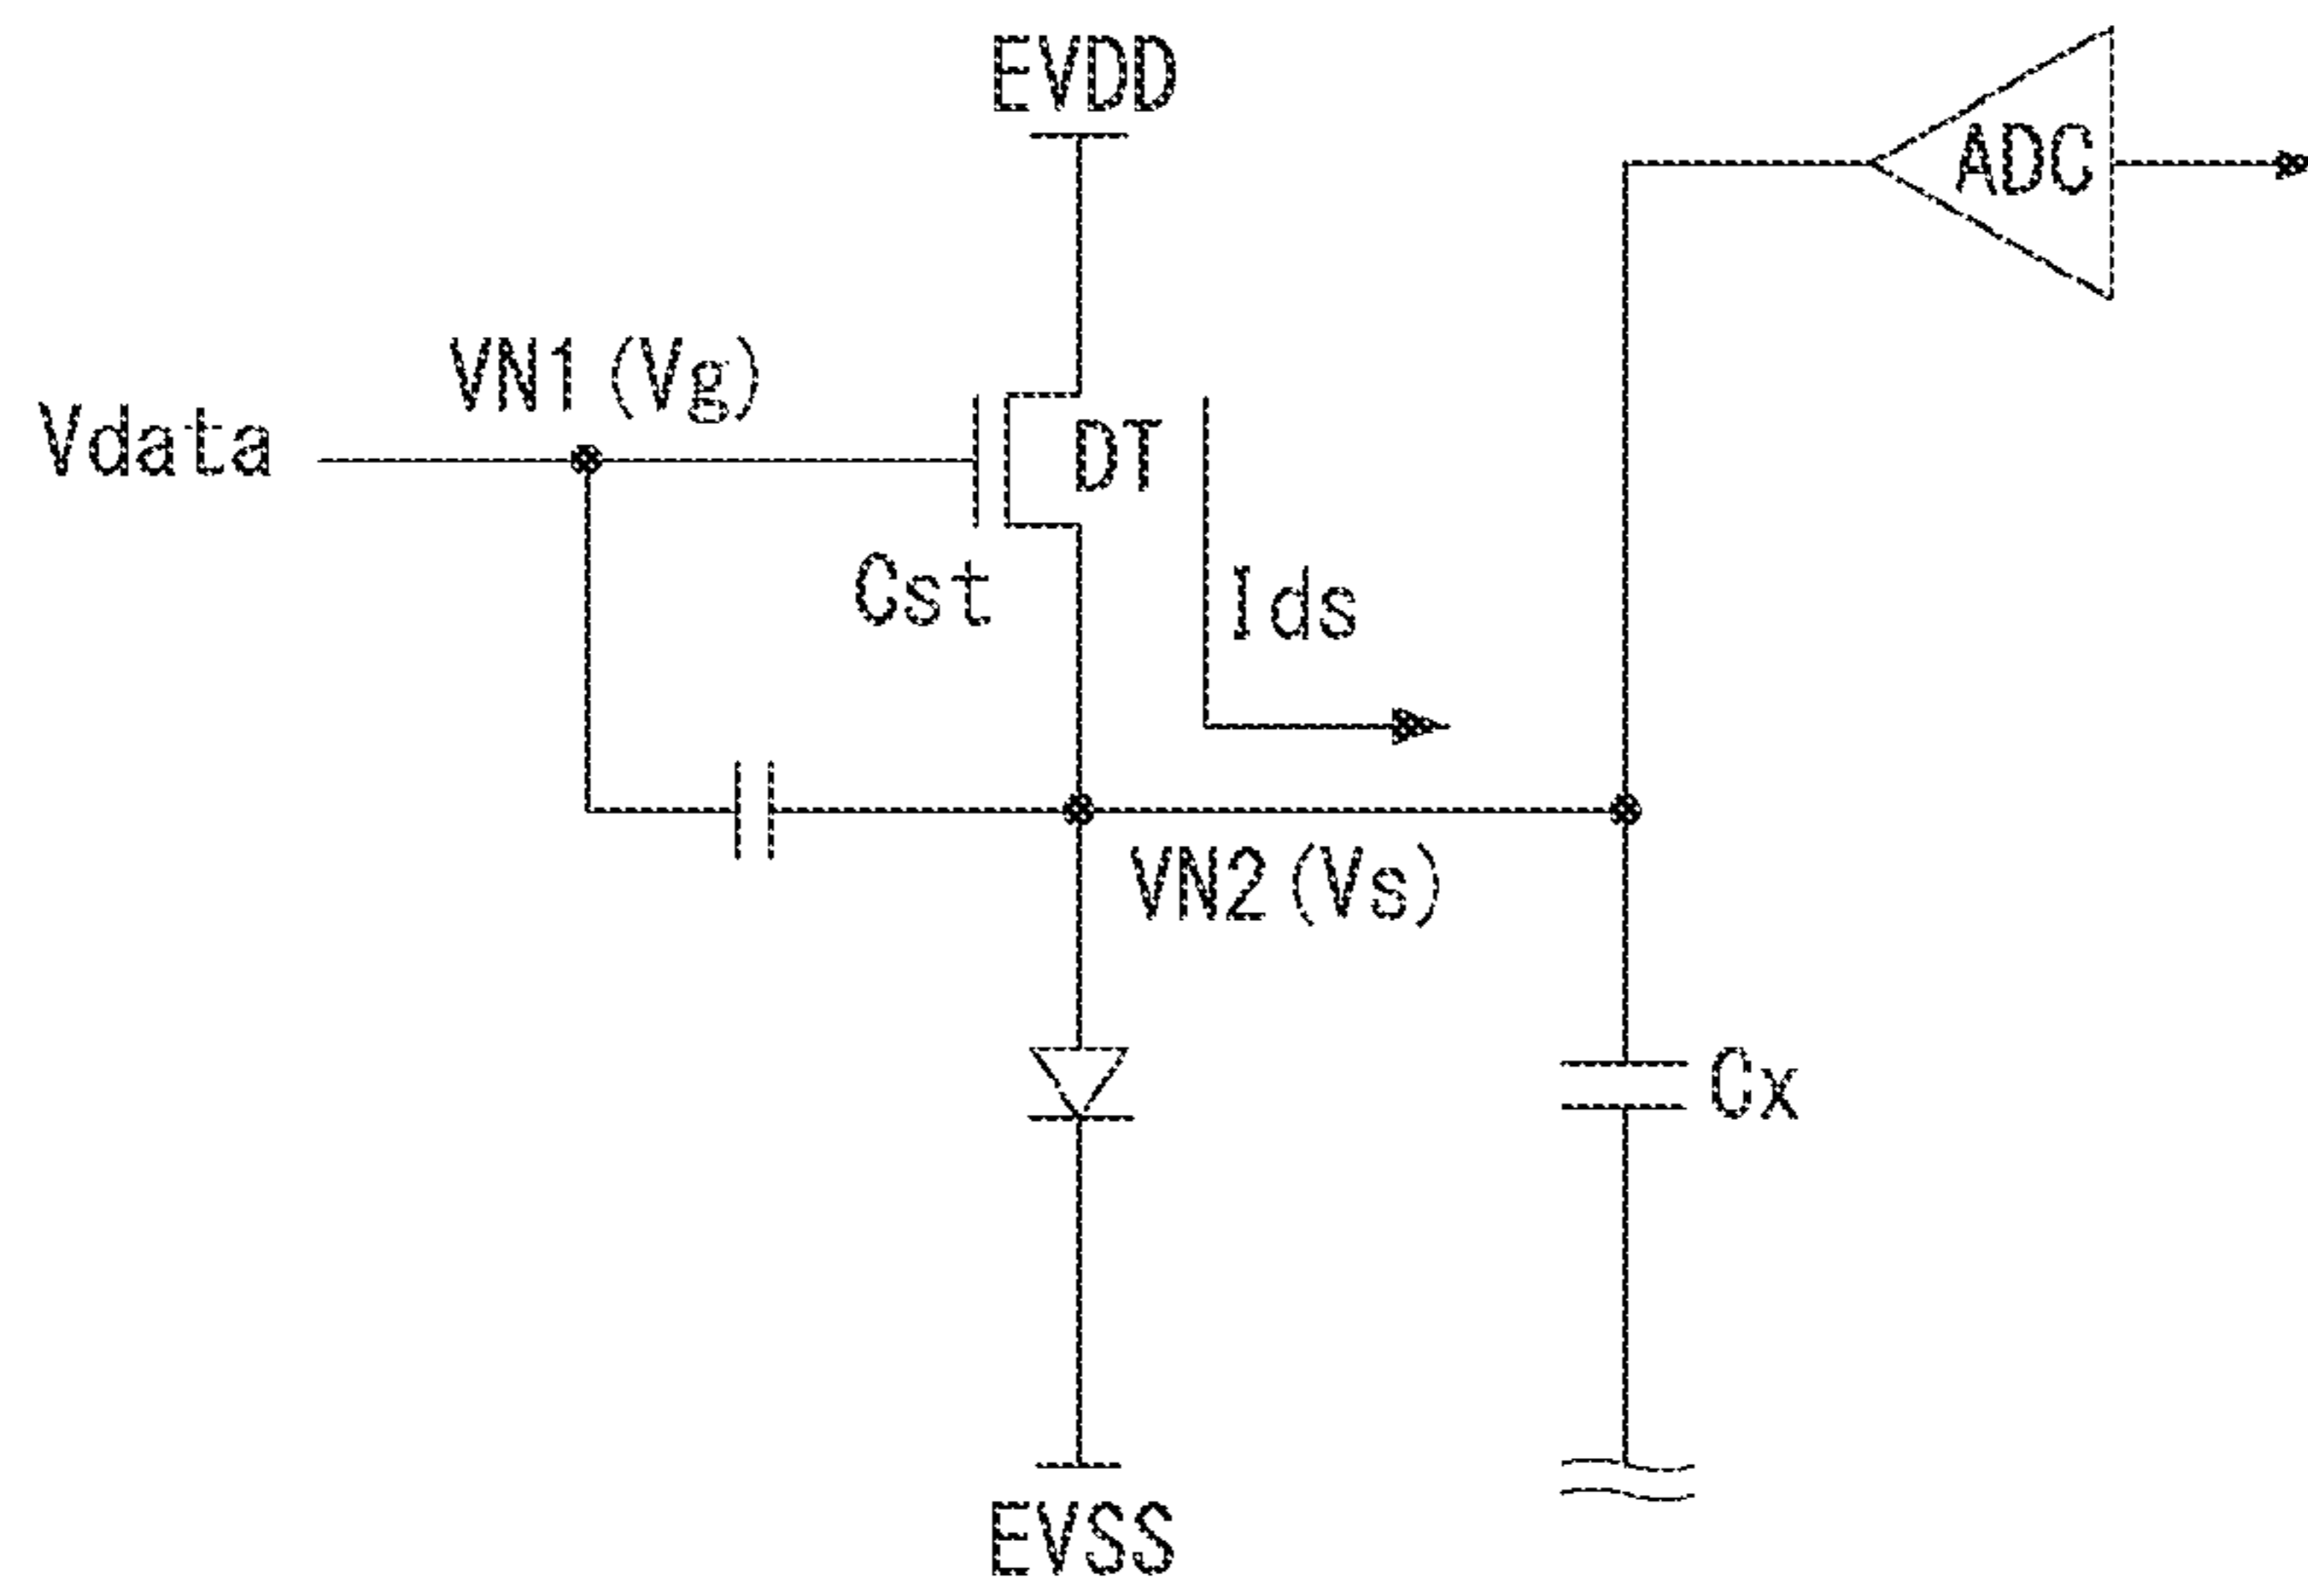 EVDD
ADC
VN1(Vg)
Vdata
DT
Cst
Ids
VN2(Vs)
Cx
EVSS